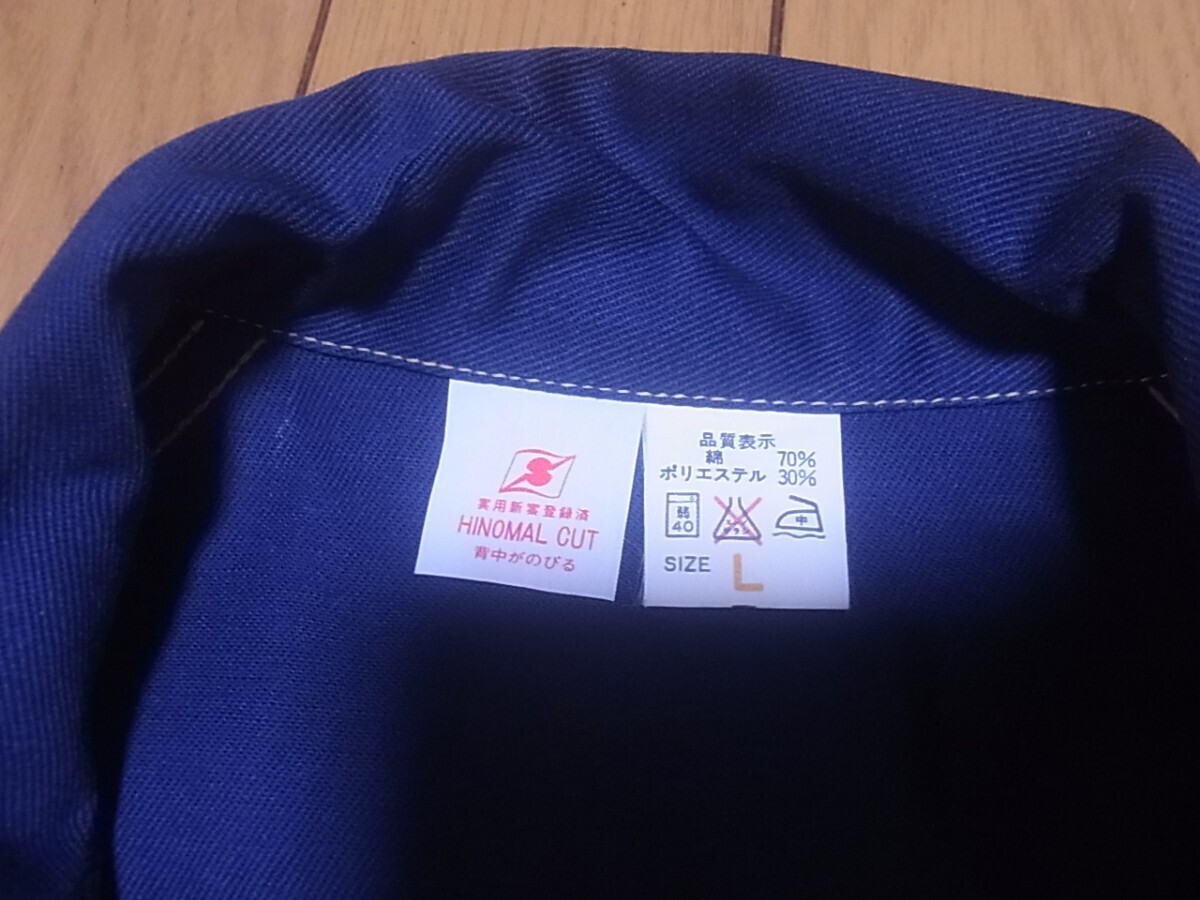 実用新案登録済
HINOMAL CUT
背中がのびる
品質表示
綿 70%
ポリエステル 30%
弱
40
中
SIZE L